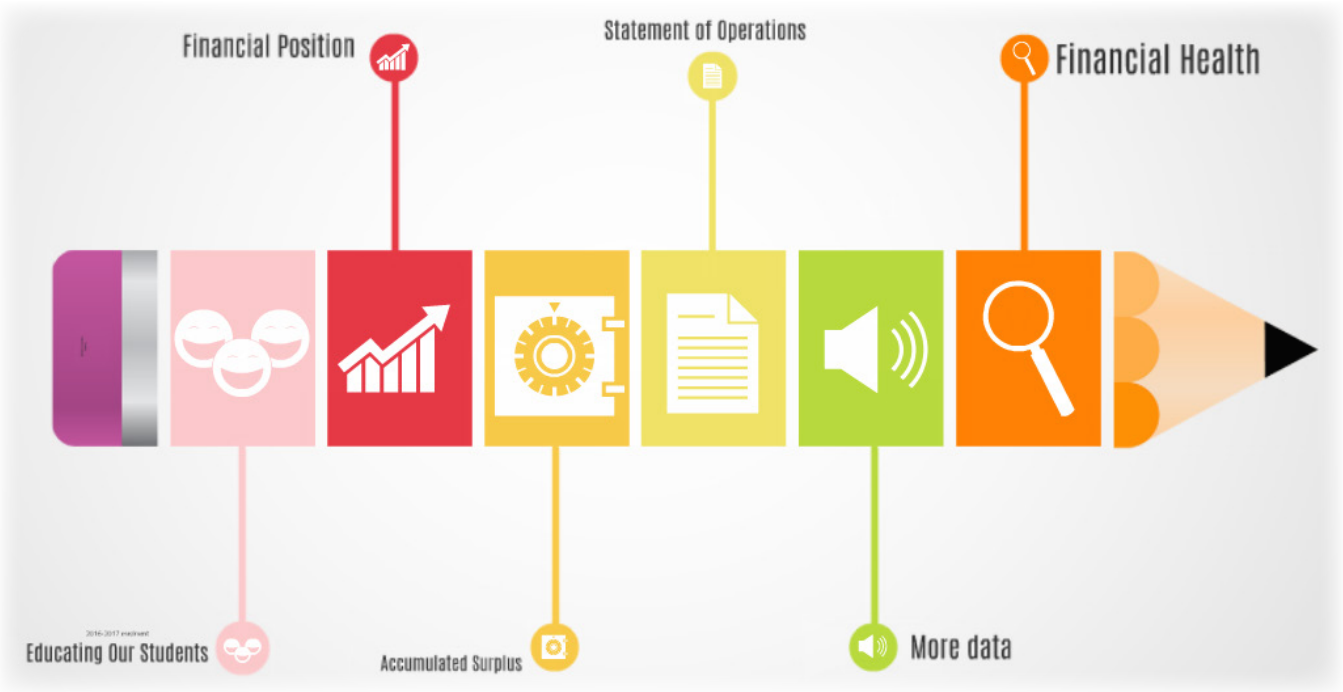 Financial Position
Statement of Operations
Financial Health
2016-2017 enrolment
Educating Our Students
Accumulated Surplus
More data